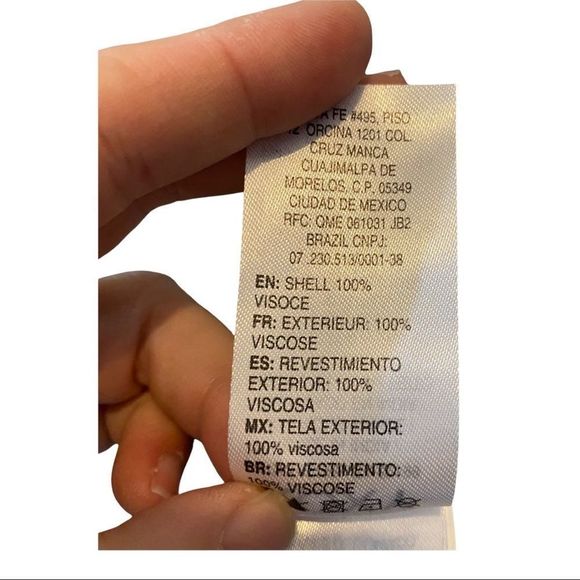 FE #495, PISO
ORCINA 1201 COL.
CRUZ MANCA
CUAJIMALPA DE
MORELOS, C.P. 05349
CIUDAD DE MEXICO
RFC: QME 061031 JB2
BRAZIL CNPJ:
07.230.513/0001-38
EN: SHELL 100%
VISOCE
FR: EXTERIEUR: 100%
VISCOSE
ES: REVESTIMIENTO
EXTERIOR: 100%
VISCOSA
MX: TELA EXTERIOR:
100% viscosa
BR: REVESTIMENTO:
100% VISCOSE